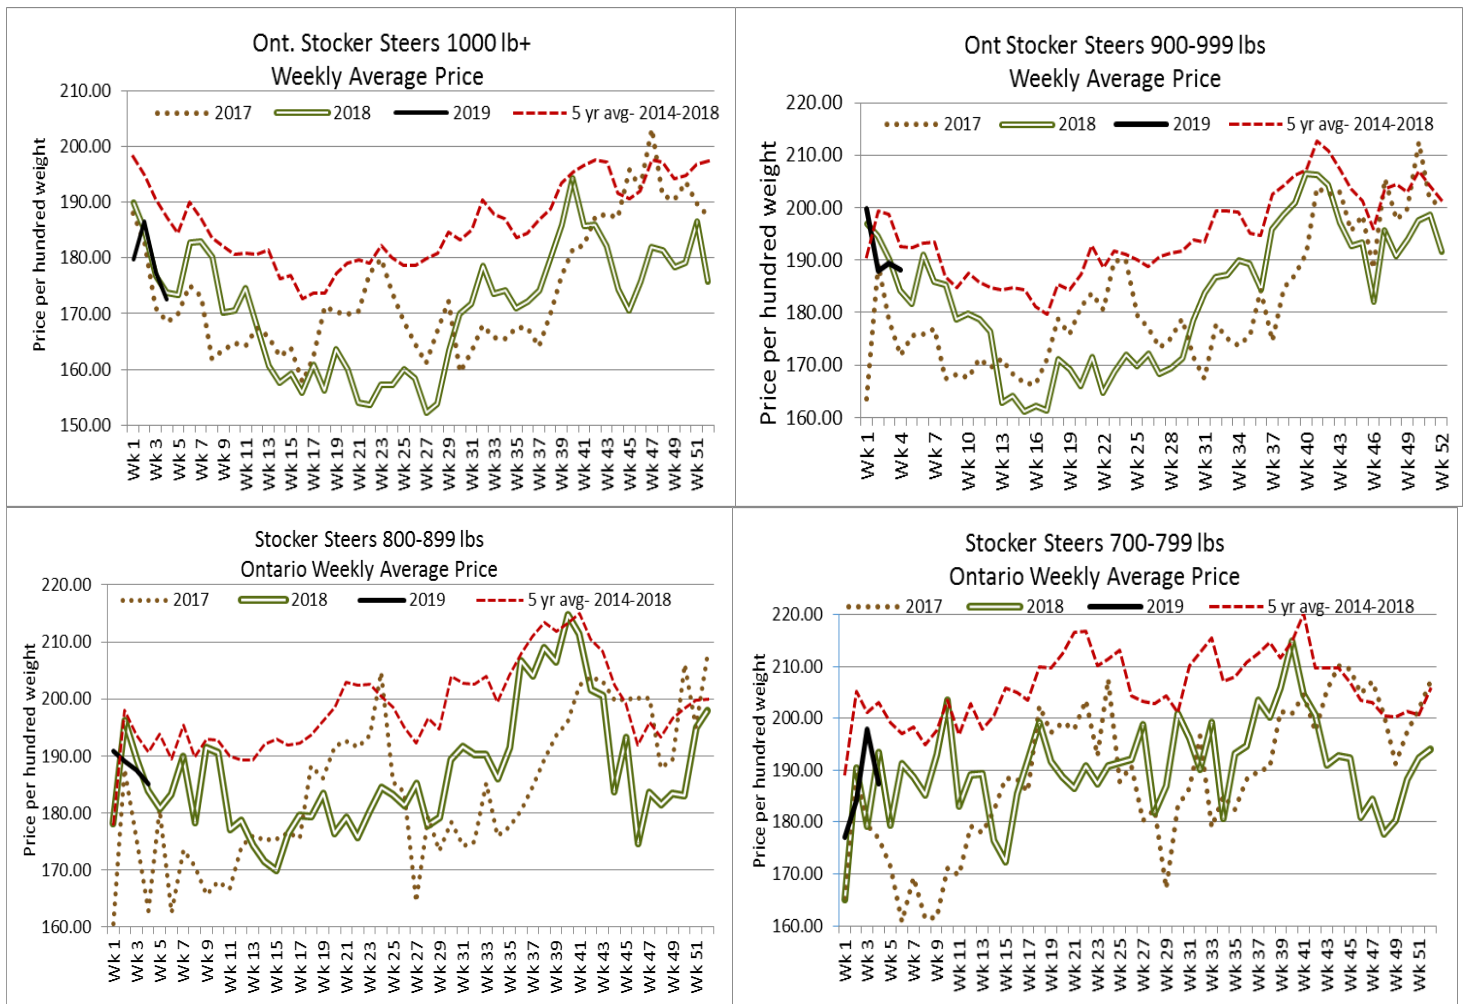 Ont. Stocker Steers 1000 lb+
Weekly Average Price
Price per hundred weight
2017
2018
2019
5 yr avg- 2014-2018
210.00
200.00
190.00
180.00
170.00
160.00
150.00
Wk 1
Wk 3
Wk 5
Wk 7
Wk 9
Wk 11
Wk 13
Wk 15
Wk 17
Wk 19
Wk 21
Wk 23
Wk 25
Wk 27
Wk 29
Wk 31
Wk 33
Wk 35
Wk 37
Wk 39
Wk 41
Wk 43
Wk 45
Wk 47
Wk 49
Wk 51
Ont Stocker Steers 900-999 lbs
Weekly Average Price
Price per hundred weight
2017
2018
2019
5 yr avg- 2014-2018
220.00
210.00
200.00
190.00
180.00
170.00
160.00
Wk 1
Wk 4
Wk 7
Wk 10
Wk 13
Wk 16
Wk 19
Wk 22
Wk 25
Wk 28
Wk 31
Wk 34
Wk 37
Wk 40
Wk 43
Wk 46
Wk 49
Wk 52
Stocker Steers 800-899 lbs
Ontario Weekly Average Price
Price per hundred weight
2017
2018
2019
5 yr avg- 2014-2018
220.00
210.00
200.00
190.00
180.00
170.00
160.00
Wk 1
Wk 3
Wk 5
Wk 7
Wk 9
Wk 11
Wk 13
Wk 15
Wk 17
Wk 19
Wk 21
Wk 23
Wk 25
Wk 27
Wk 29
Wk 31
Wk 33
Wk 35
Wk 37
Wk 39
Wk 41
Wk 43
Wk 45
Wk 47
Wk 49
Wk 51
Stocker Steers 700-799 lbs
Ontario Weekly Average Price
Price per hundred weight
2017
2018
2019
5 yr avg- 2014-2018
220.00
210.00
200.00
190.00
180.00
170.00
160.00
Wk 1
Wk 3
Wk 5
Wk 7
Wk 9
Wk 11
Wk 13
Wk 15
Wk 17
Wk 19
Wk 21
Wk 23
Wk 25
Wk 27
Wk 29
Wk 31
Wk 33
Wk 35
Wk 37
Wk 39
Wk 41
Wk 43
Wk 45
Wk 47
Wk 49
Wk 51